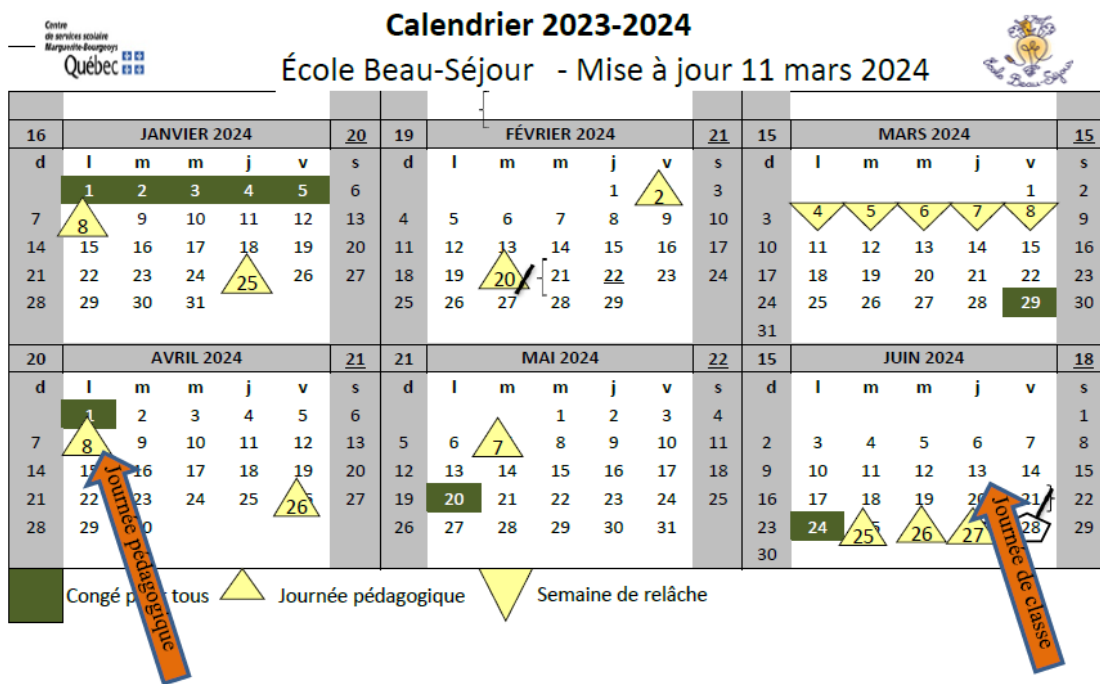 Centre
de services scolaire
Marguerite-Bourgeoys
Québec
Calendrier 2023-2024
École Beau-Séjour - Mise à jour 11 mars 2024
École Beau-Séjour
16 JANVIER 2024 20 19 FÉVRIER 2024 21 15 MARS 2024 15
d l m m j v s d l m m j v s d l m m j v s
1 2 3 4 5 6 1 2 3 1 2
7 8 9 10 11 12 13 4 5 6 7 8 9 10 3 4 5 6 7 8 9
14 15 16 17 18 19 20 11 12 13 14 15 16 17 10 11 12 13 14 15 16
21 22 23 24 25 26 27 18 19 20 21 22 23 24 17 18 19 20 21 22 23
28 29 30 31 25 26 27 28 29 24 25 26 27 28 29 30
31
20 AVRIL 2024 21 21 MAI 2024 22 15 JUIN 2024 18
d l m m j v s d l m m j v s d l m m j v s
1 2 3 4 5 6 1 2 3 4 1
7 8 9 10 11 12 13 5 6 7 8 9 10 11 2 3 4 5 6 7 8
14 15 16 17 18 19 20 12 13 14 15 16 17 18 9 10 11 12 13 14 15
21 22 23 24 25 26 27 19 20 21 22 23 24 25 16 17 18 19 20 21 22
28 29 30 26 27 28 29 30 31 23 24 25 26 27 28 29
30
Journée pédagogique
Journée de classe
Congé pour tous Journée pédagogique Semaine de relâche